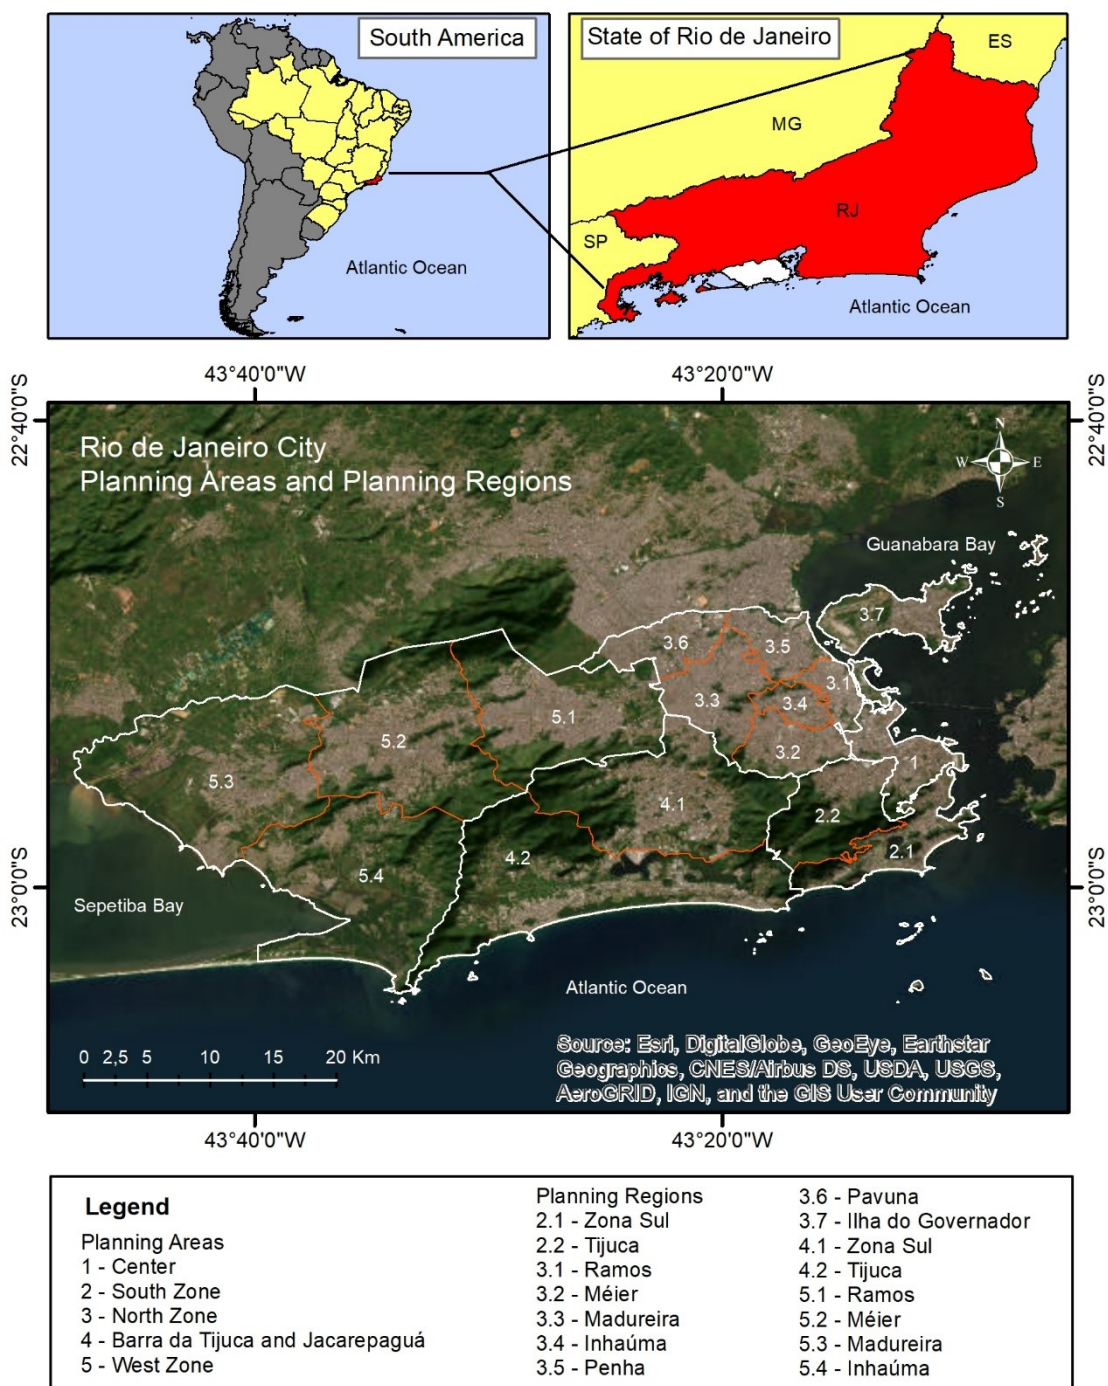 South America
Atlantic Ocean
State of Rio de Janeiro
ES
MG
RJ
SP
Atlantic Ocean
43°40'0"W
43°20'0"W
22°40'0"S
22°40'0"S
Rio de Janeiro City
Planning Areas and Planning Regions
N
W
E
S
Guanabara Bay
3.7
3.6
3.5
3.1
3.3
3.4
5.1
5.2
3.2
1
5.3
4.1
2.2
2.1
4.2
5.4
23°0'0"S
23°0'0"S
Sepetiba Bay
Atlantic Ocean
0 2,5 5 10 15 20 Km
Source: Esri, DigitalGlobe, GeoEye, Earthstar
Geographics, CNES/Airbus DS, USDA, USGS,
AeroGRID, IGN, and the GIS User Community
43°40'0"W
43°20'0"W
Legend
Planning Areas
1 - Center
2 - South Zone
3 - North Zone
4 - Barra da Tijuca and Jacarepaguá
5 - West Zone
Planning Regions
2.1 - Zona Sul
2.2 - Tijuca
3.1 - Ramos
3.2 - Méier
3.3 - Madureira
3.4 - Inhaúma
3.5 - Penha
3.6 - Pavuna
3.7 - Ilha do Governador
4.1 - Zona Sul
4.2 - Tijuca
5.1 - Ramos
5.2 - Méier
5.3 - Madureira
5.4 - Inhaúma